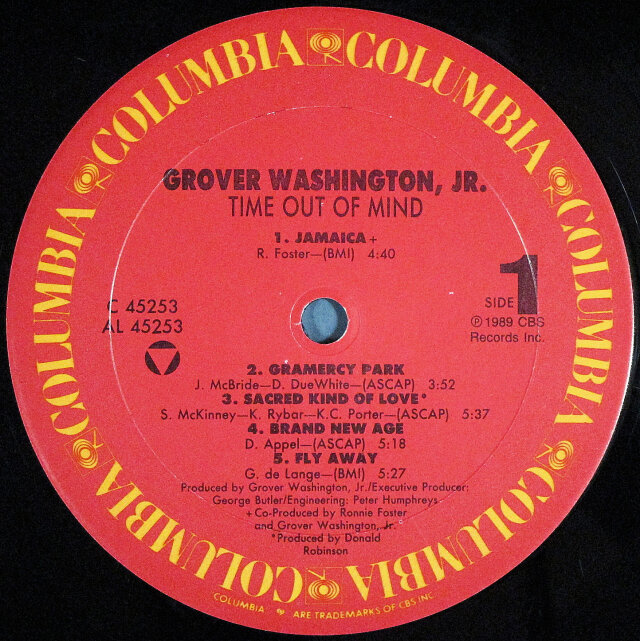 COLUMBIA COLUMBIA COLUMBIA COLUMBIA COLUMBIA COLUMBIA COLUMBIA COLUMBIA
GROVER WASHINGTON, JR.
TIME OUT OF MIND
1. JAMAICA+
R. Foster—(BMI) 4:40
C 45253
AL 45253
SIDE 1
℗ 1989 CBS
Records Inc.
2. GRAMERCY PARK
J. McBride—D. DueWhite—(ASCAP) 3:52
3. SACRED KIND OF LOVE*
S. McKinney—K. Rybar—K.C. Porter—(ASCAP) 5:37
4. BRAND NEW AGE
D. Appel—(ASCAP) 5:18
5. FLY AWAY
G. de Lange—(BMI) 5:27
Produced by Grover Washington, Jr./Executive Producer:
George Butler/Engineering: Peter Humphreys
+Co-Produced by Ronnie Foster
and Grover Washington, Jr.
*Produced by Donald
Robinson
COLUMBIA ARE TRADEMARKS OF CBS INC.